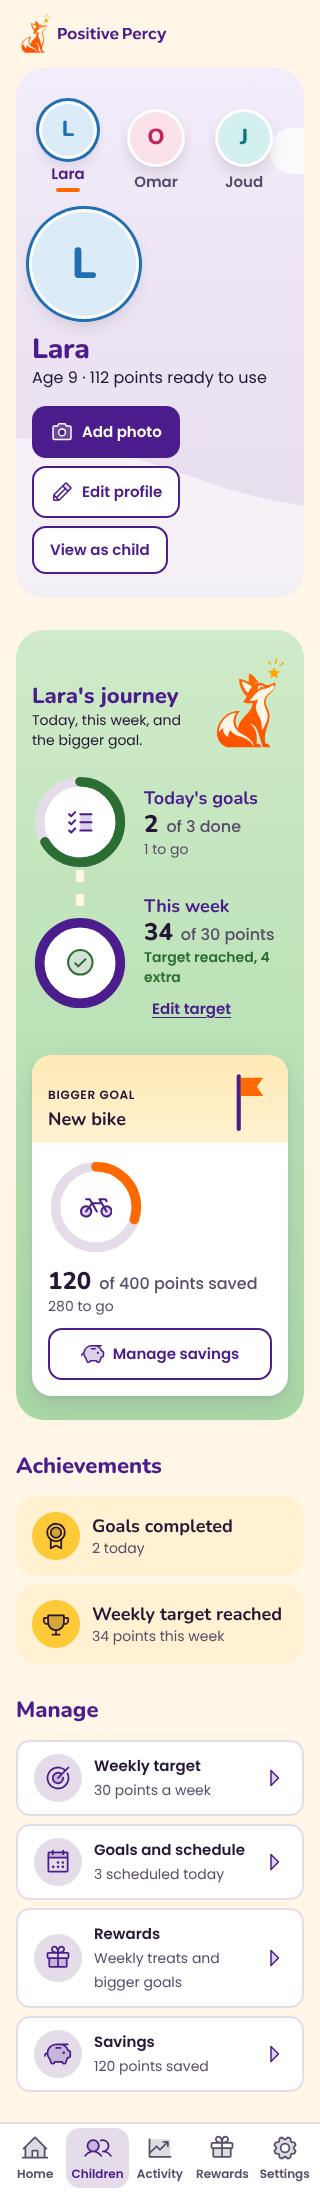 Positive Percy
L
O
J
Lara
Omar
Joud
L
Lara
Age 9 · 112 points ready to use
Add photo
Edit profile
View as child
Lara's journey
Today, this week, and
the bigger goal.
Today's goals
2 of 3 done
1 to go
This week
34 of 30 points
Target reached, 4
extra
Edit target
BIGGER GOAL
New bike
120 of 400 points saved
280 to go
Manage savings
Achievements
Goals completed
2 today
Weekly target reached
34 points this week
Manage
Weekly target
30 points a week
Goals and schedule
3 scheduled today
Rewards
Weekly treats and
bigger goals
Savings
120 points saved
Home
Children
Activity
Rewards
Settings